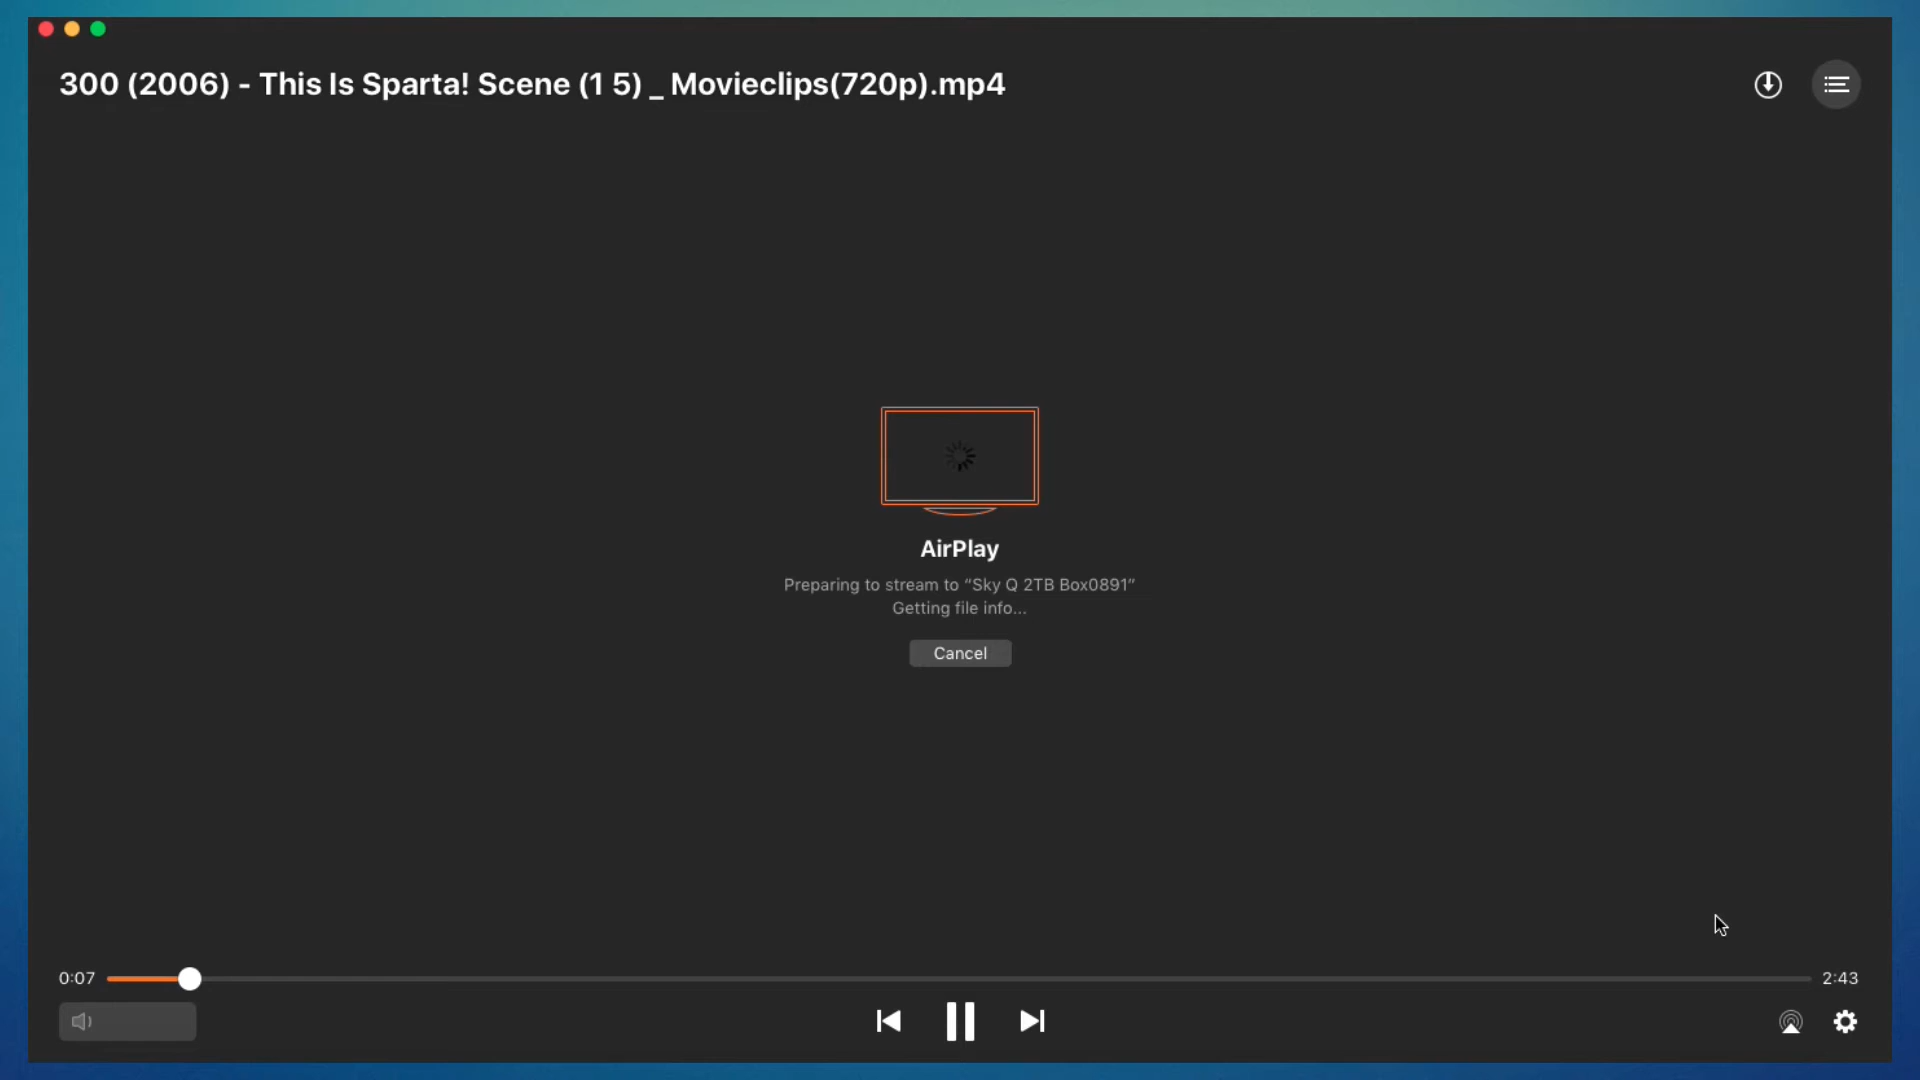 300 (2006) - This Is Sparta! Scene (1 5) _ Movieclips(720p).mp4
AirPlay
Preparing to stream to “Sky Q 2TB Box0891”
Getting file info...
Cancel
0:07
2:43